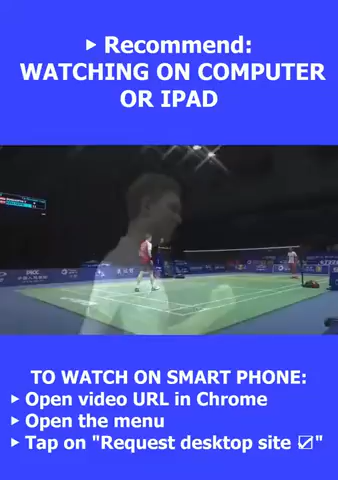 ▶ Recommend:
WATCHING ON COMPUTER
OR IPAD
TO WATCH ON SMART PHONE:
▶ Open video URL in Chrome
▶ Open the menu
▶ Tap on "Request desktop site ☑"